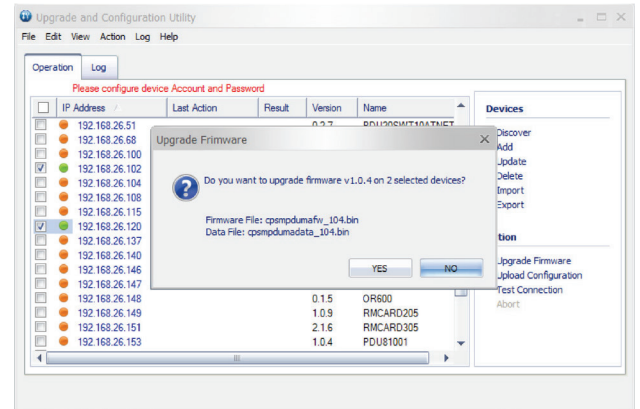 Upgrade and Configuration Utility
File Edit View Action Log Help
Operation Log
Please configure device Account and Passord
IP Address Last Action Result Version Name
192.168.26.51
192.168.26.68
192.168.26.100
192.168.26.102
192.168.26.104
192.168.26.108
192.168.26.115
192.168.26.120
192.168.26.137
192.168.26.140
192.168.26.146
192.168.26.147
192.168.26.148 0.1.5 OR600
192.168.26.149 1.0.9 RMCARD205
192.168.26.151 2.1.6 RMCARD305
192.168.26.153 1.0.4 PDU81001
Upgrade Frimware
Do you want to upgrade firmware v1.0.4 on 2 selected devices?
Firmware File: cpsmpdumafw_104.bin
Data File: cpsmpdumadata_104.bin
YES NO
Devices
Discover
Add
Update
Delete
Import
Export
tion
Upgrade Firmware
Upload Configuration
Test Connection
Abort